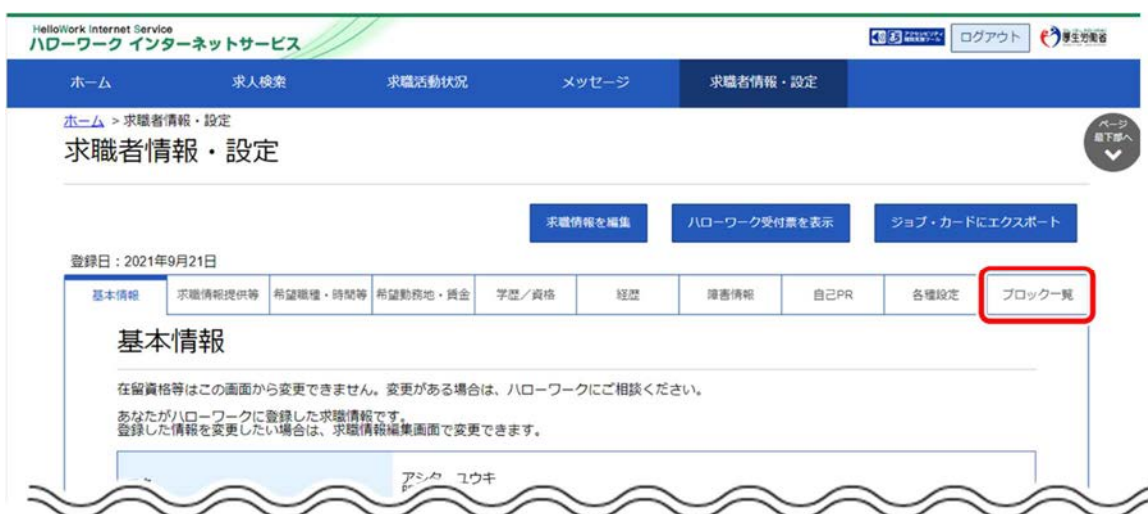 HelloWork Internet Service
ハローワーク インターネットサービス
ログアウト
厚生労働省
ホーム 求人検索 求職活動状況 メッセージ 求職者情報・設定
ホーム > 求職者情報・設定
求職者情報・設定
ページ
最下部へ
求職情報を編集 ハローワーク受付票を表示 ジョブ・カードにエクスポート
登録日：2021年9月21日
基本情報 求職情報提供等 希望職種・時間等 希望勤務地・賃金 学歴／資格 経歴 障害情報 自己PR 各種設定 ブロック一覧
基本情報
在留資格等はこの画面から変更できません。変更がある場合は、ハローワークにご相談ください。
あなたがハローワークに登録した求職情報です。
登録した情報を変更したい場合は、求職情報編集画面で変更できます。
アシタ ユウキ